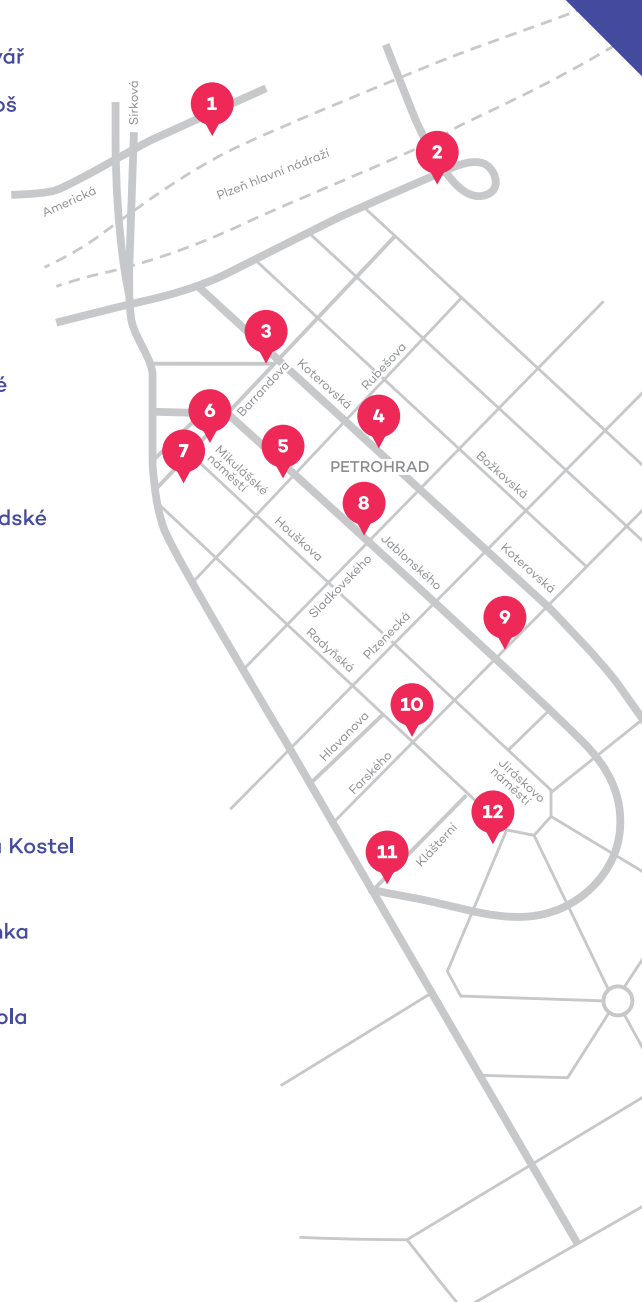 ář
oš
é
dské
Kostel
nka
ola
Sirková
1
2
Plzeň hlavní nádraží
Americká
3
Barrandova
Koterovská
Rubešova
4
6
5
7
Mikulášské
náměstí
PETROHRAD
Božkovská
8
Houškova
Jablonského
Koterovská
Sladkovského
Plzenecká
9
Radyňská
10
Hlavanova
Farského
Jiráskovo
náměstí
12
11
Klášterní